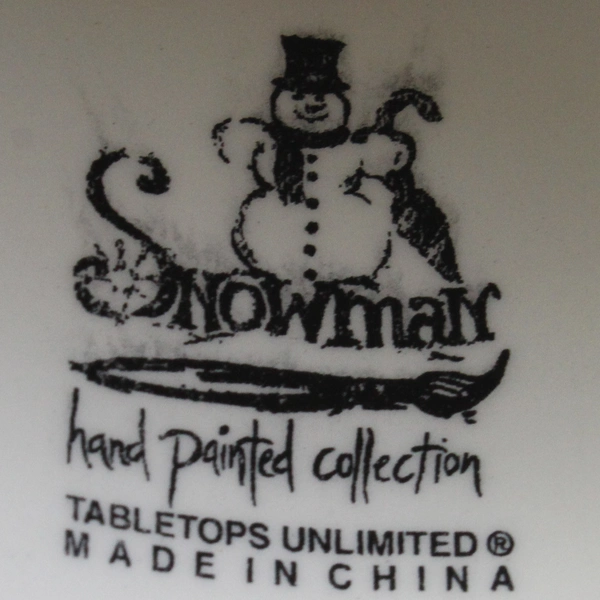 Snowman
hand painted collection
TABLETOPS UNLIMITED®
MADE IN CHINA